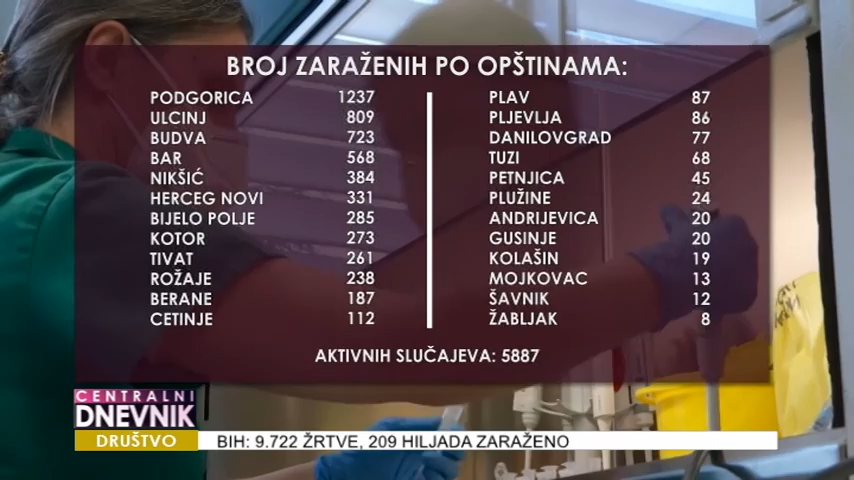 BROJ ZARAŽENIH PO OPŠTINAMA:
PODGORICA 1237
ULCINJ 809
BUDVA 723
BAR 568
NIKŠIĆ 384
HERCEG NOVI 331
BIJELO POLJE 285
KOTOR 273
TIVAT 261
ROŽAJE 238
BERANE 187
CETINJE 112
PLAV 87
PLJEVLJA 86
DANILOVGRAD 77
TUZI 68
PETNJICA 45
PLUŽINE 24
ANDRIJEVICA 20
GUSINJE 20
KOLAŠIN 19
MOJKOVAC 13
ŠAVNIK 12
ŽABLJAK 8
AKTIVNIH SLUČAJEVA: 5887
CENTRALNI
DNEVNIK
DRUŠTVO
BIH: 9.722 ŽRTVE, 209 HILJADA ZARAŽENO